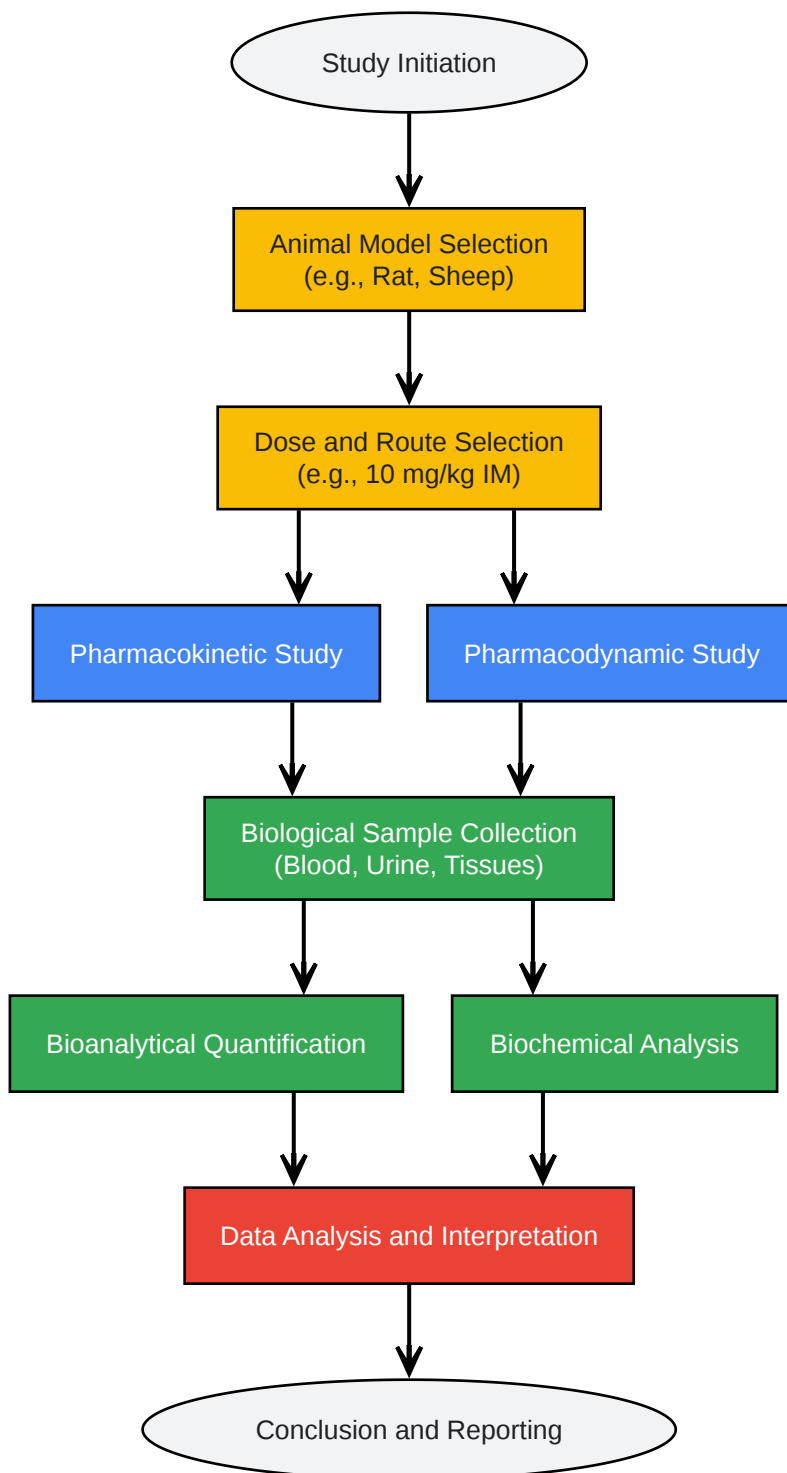 Study Initiation
Animal Model Selection
(e.g., Rat, Sheep)
Dose and Route Selection
(e.g., 10 mg/kg IM)
Pharmacokinetic Study
Pharmacodynamic Study
Biological Sample Collection
(Blood, Urine, Tissues)
Bioanalytical Quantification
Biochemical Analysis
Data Analysis and Interpretation
Conclusion and Reporting